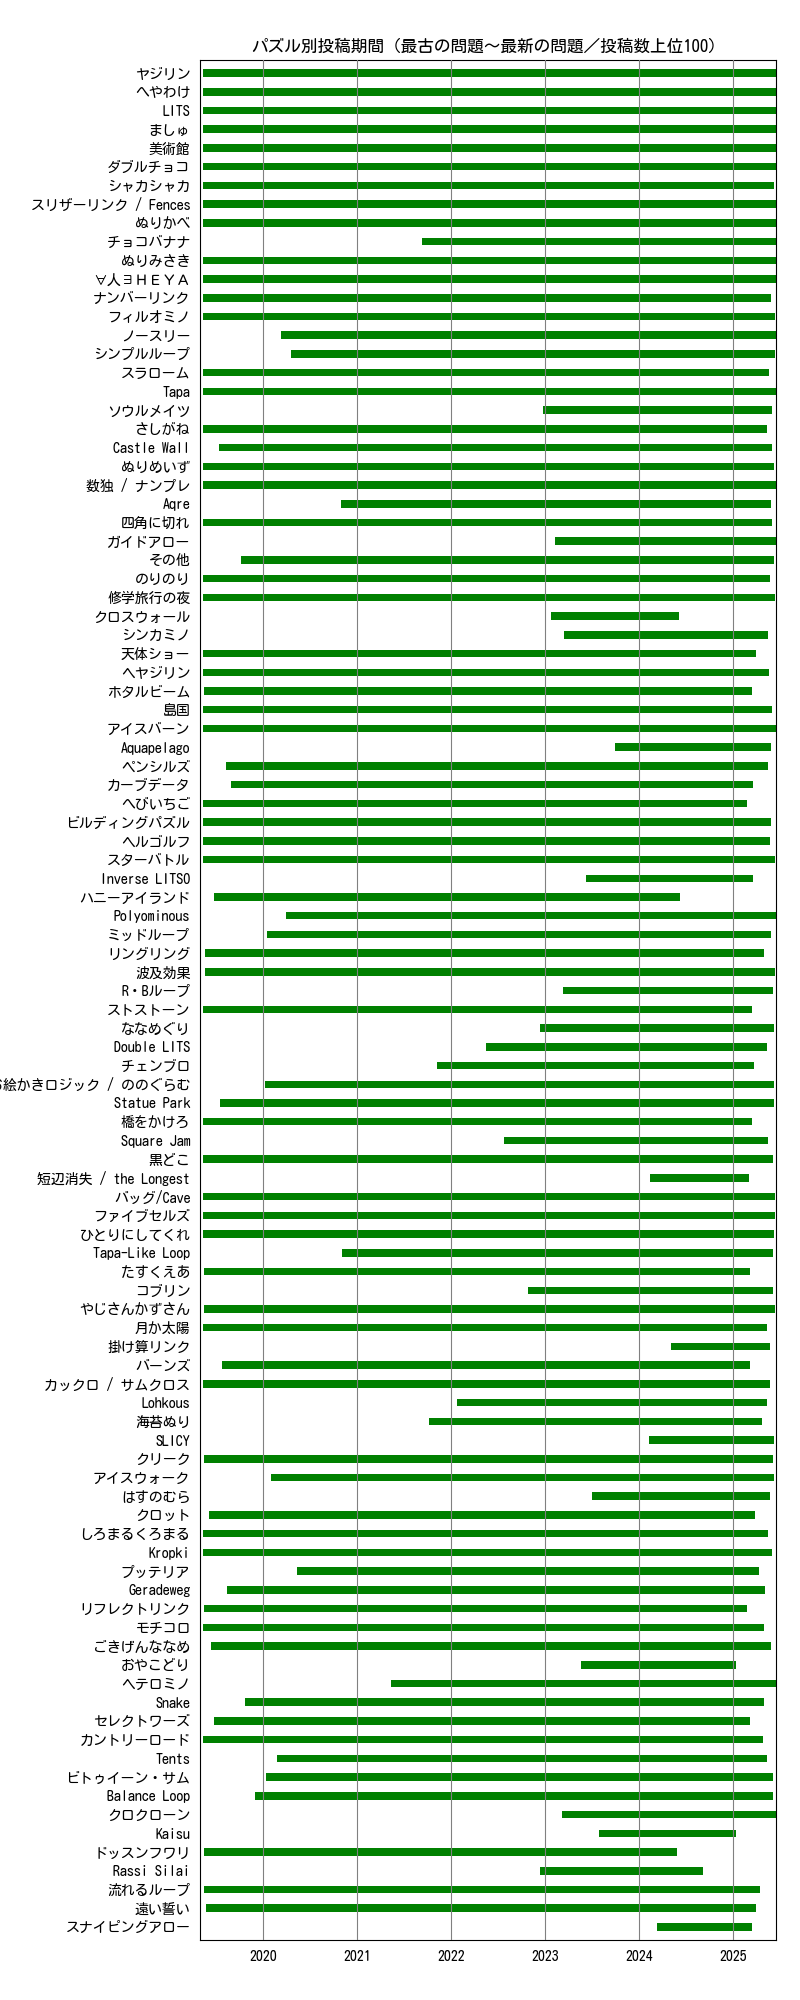 パズル別投稿期間（最古の問題～最新の問題／投稿数上位100）
ヤジリン
へやわけ
LITS
ましゅ
美術館
ダブルチョコ
シャカシャカ
スリザーリンク / Fences
ぬりかべ
チョコバナナ
ぬりみさき
∀人∃ＨＥＹＡ
ナンバーリンク
フィルオミノ
ノースリー
シンプルループ
スラローム
Tapa
ソウルメイツ
さしがね
Castle Wall
ぬりめいず
数独 / ナンプレ
Aqre
四角に切れ
ガイドアロー
その他
のりのり
修学旅行の夜
クロスウォール
シンカミノ
天体ショー
ヘヤジリン
ホタルビーム
島国
アイスバーン
Aquapelago
ペンシルズ
カーブデータ
へびいちご
ビルディングパズル
ヘルゴルフ
スターバトル
Inverse LITSO
ハニーアイランド
Polyominous
ミッドループ
リングリング
波及効果
R・Bループ
ストストーン
ななめぐり
Double LITS
チェンブロ
絵かきロジック / ののぐらむ
Statue Park
橋をかけろ
Square Jam
黒どこ
短辺消失 / the Longest
バッグ/Cave
ファイブセルズ
ひとりにしてくれ
Tapa-Like Loop
たすくえあ
コブリン
やじさんかずさん
月か太陽
掛け算リンク
バーンズ
カックロ / サムクロス
Lohkous
海苔ぬり
SLICY
クリーク
アイスウォーク
はすのむら
クロット
しろまるくろまる
Kropki
プッテリア
Geradeweg
リフレクトリンク
モチコロ
ごきげんななめ
おやこどり
ヘテロミノ
Snake
セレクトワーズ
カントリーロード
Tents
ビトゥイーン・サム
Balance Loop
クロクローン
Kaisu
ドッスンフワリ
Rassi Silai
流れるループ
遠い誓い
スナイピングアロー
2020 2021 2022 2023 2024 2025